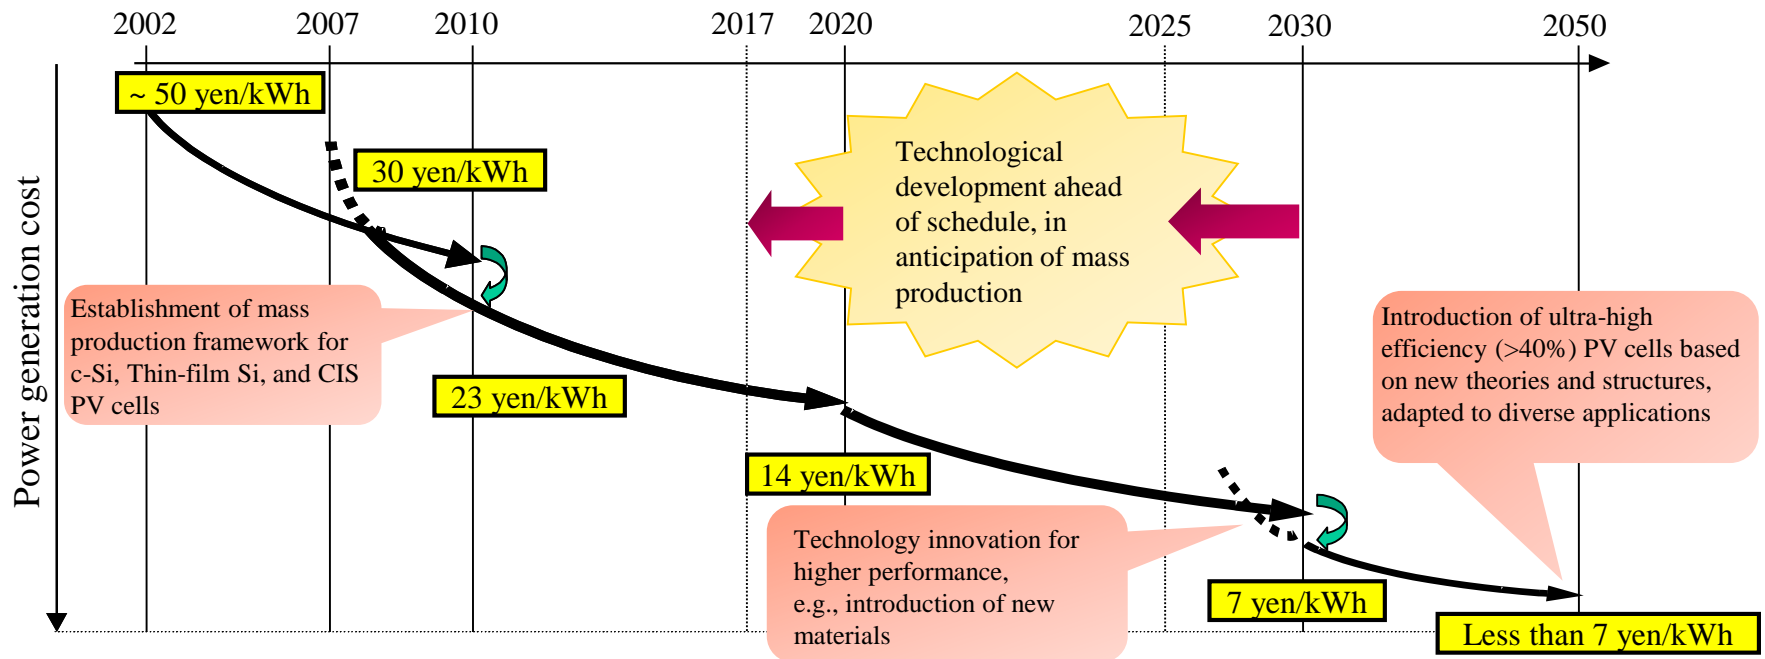 2002 2007 2010 2017 2020 2025 2030 2050
~ 50 yen/kWh
30 yen/kWh
Technological
development ahead
of schedule, in
anticipation of mass
production
Power generation cost
Establishment of mass
production framework for
c-Si, Thin-film Si, and CIS
PV cells
23 yen/kWh
Introduction of ultra-high
efficiency (>40%) PV cells based
on new theories and structures,
adapted to diverse applications
14 yen/kWh
Technology innovation for
higher performance,
e.g., introduction of new
materials
7 yen/kWh
Less than 7 yen/kWh